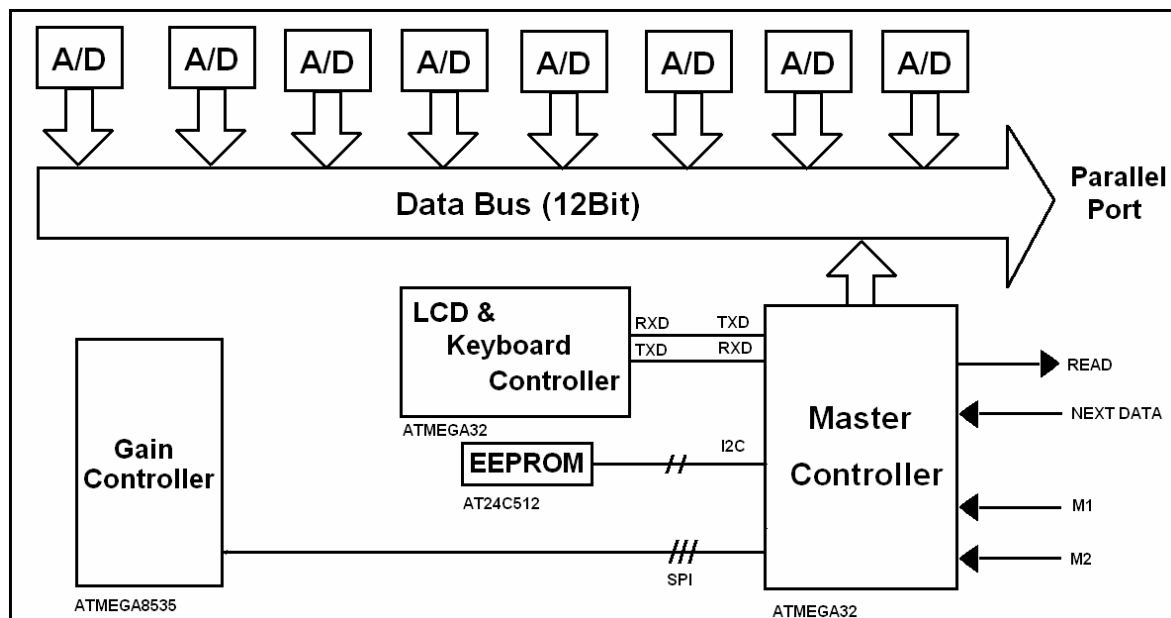 A/D A/D A/D A/D A/D A/D A/D A/D
Data Bus (12Bit)
Parallel
Port
LCD &
Keyboard
Controller
ATMEGA32
RXD TXD
TXD RXD
EEPROM
AT24C512
I2C
Gain
Controller
ATMEGA8535
SPI
Master
Controller
ATMEGA32
READ
NEXT DATA
M1
M2